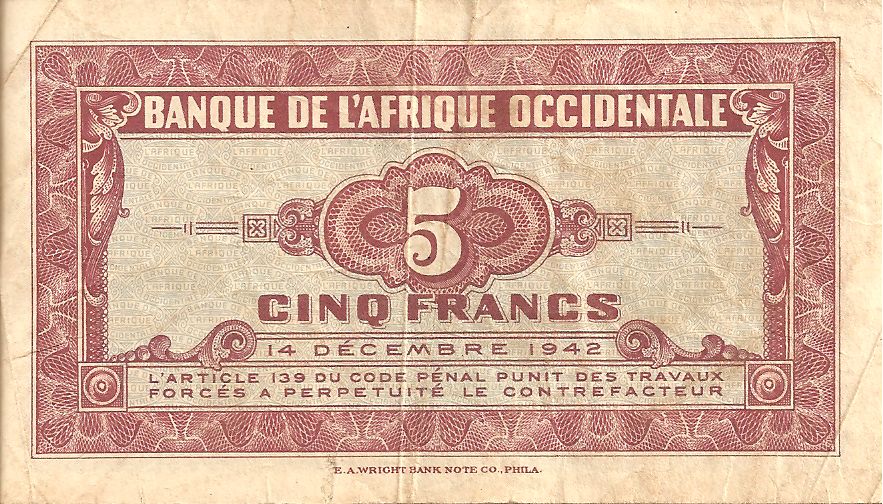 BANQUE DE L'AFRIQUE OCCIDENTALE
5
CINQ FRANCS
14 DÉCEMBRE 1942
L'ARTICLE 139 DU CODE PÉNAL PUNIT DES TRAVAUX
FORCÉS A PERPETUITÉ LE CONTREFACTEUR
E.A.WRIGHT BANK NOTE CO., PHILA.